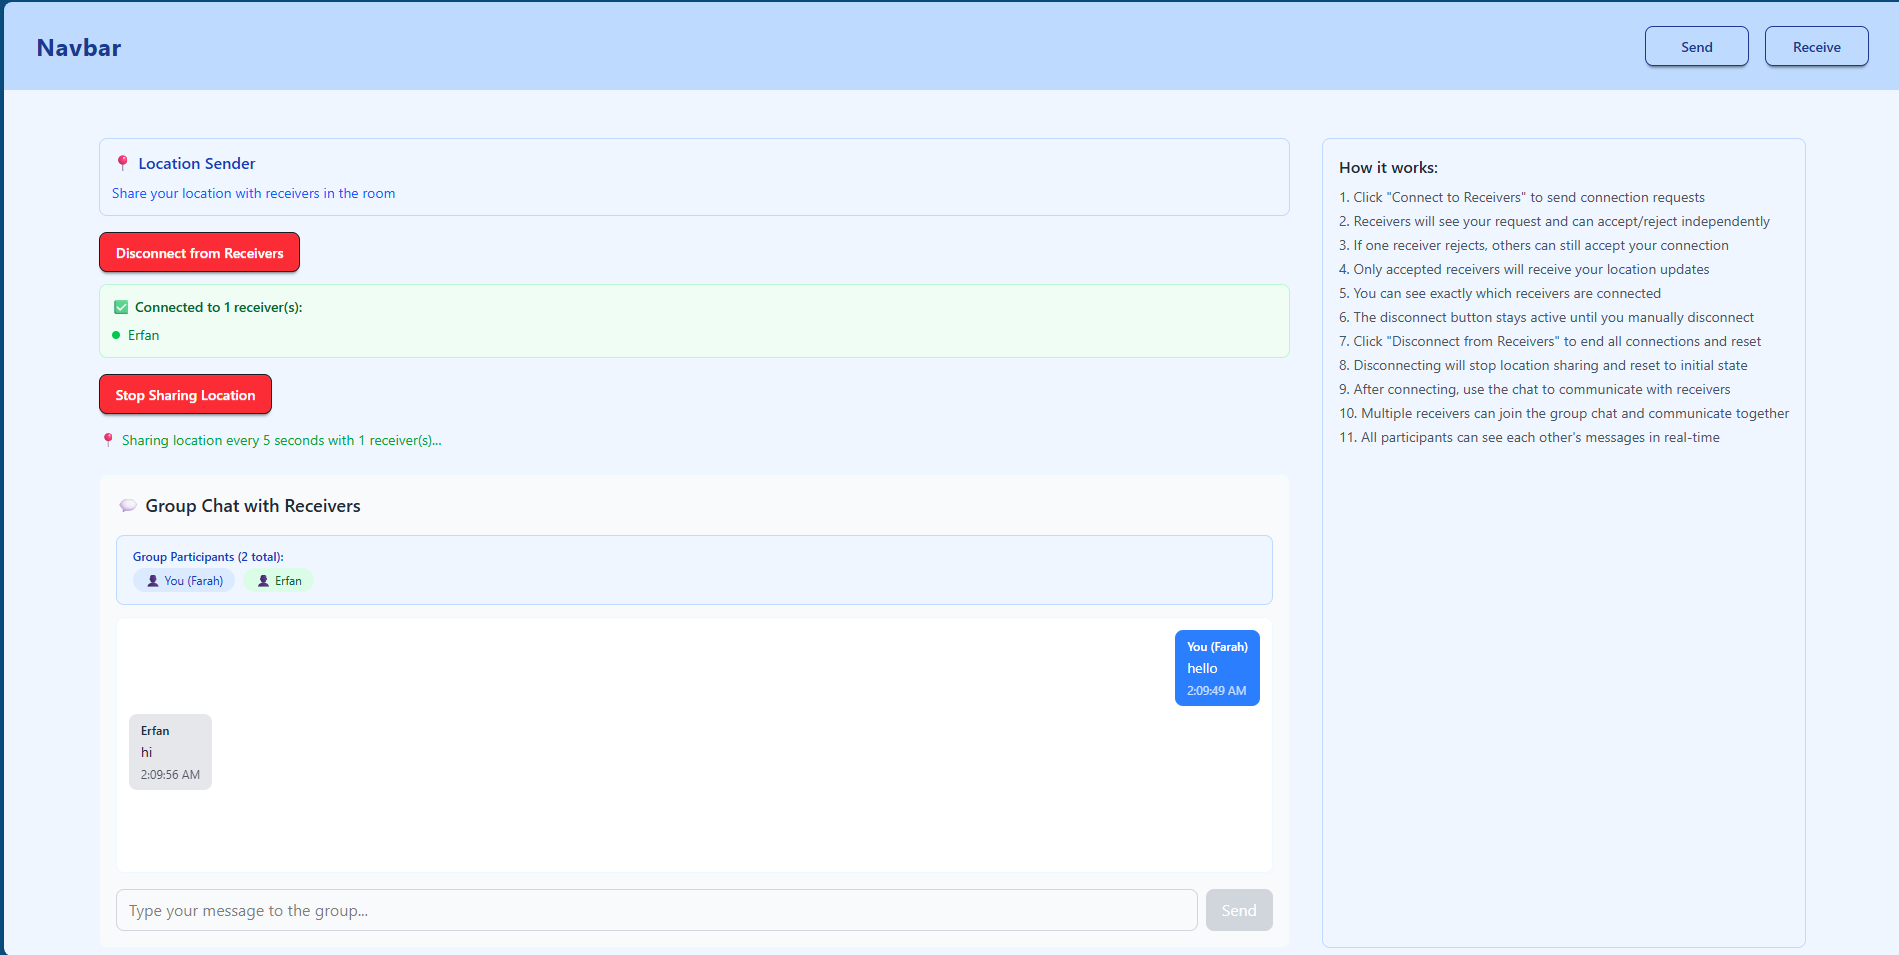 Navbar
Send
Receive
📍 Location Sender
Share your location with receivers in the room
Disconnect from Receivers
✅ Connected to 1 receiver(s):
Erfan
Stop Sharing Location
📍 Sharing location every 5 seconds with 1 receiver(s)...
💬 Group Chat with Receivers
Group Participants (2 total):
👤 You (Farah)
👤 Erfan
You (Farah)
hello
2:09:49 AM
Erfan
hi
2:09:56 AM
Type your message to the group...
Send
How it works:
1. Click "Connect to Receivers" to send connection requests
2. Receivers will see your request and can accept/reject independently
3. If one receiver rejects, others can still accept your connection
4. Only accepted receivers will receive your location updates
5. You can see exactly which receivers are connected
6. The disconnect button stays active until you manually disconnect
7. Click "Disconnect from Receivers" to end all connections and reset
8. Disconnecting will stop location sharing and reset to initial state
9. After connecting, use the chat to communicate with receivers
10. Multiple receivers can join the group chat and communicate together
11. All participants can see each other's messages in real-time